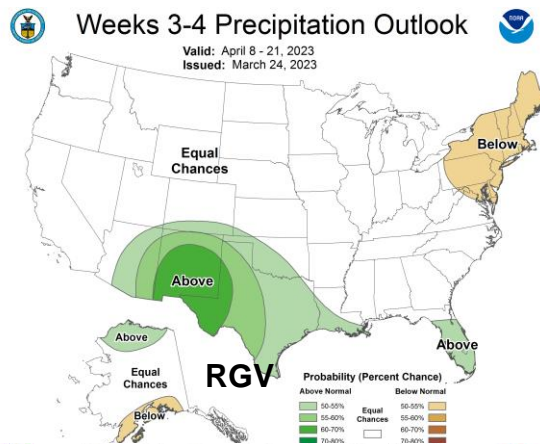 Weeks 3-4 Precipitation Outlook
Valid: April 8 - 21, 2023
Issued: March 24, 2023
Equal
Chances
Below
Above
Above
Above
Equal
Chances
Below
RGV
Probability (Percent Chance)
Above Normal
Below Normal
50-55%
55-60%
60-70%
70-80%
Equal
Chances
50-55%
55-60%
60-70%
70-80%